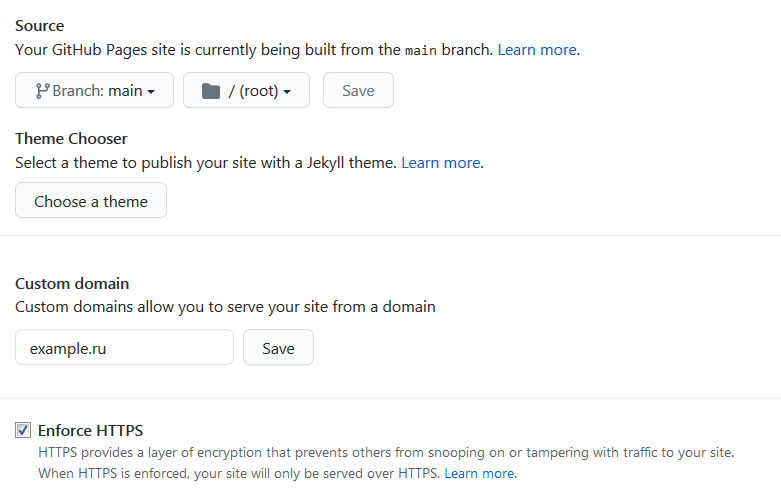 Source
Your GitHub Pages site is currently being built from the main branch. Learn more.
Branch: main
/ (root)
Save
Theme Chooser
Select a theme to publish your site with a Jekyll theme. Learn more.
Choose a theme
Custom domain
Custom domains allow you to serve your site from a domain
example.ru
Save
Enforce HTTPS
HTTPS provides a layer of encryption that prevents others from snooping on or tampering with traffic to your site.
When HTTPS is enforced, your site will only be served over HTTPS. Learn more.